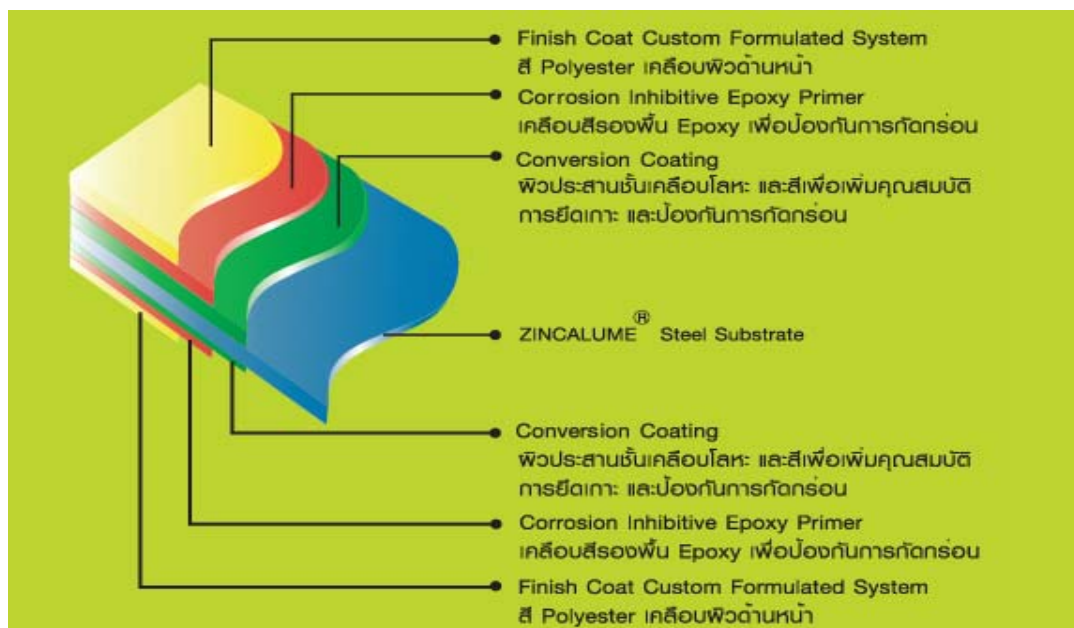 Finish Coat Custom Formulated System
สี Polyester เคลือบผิวด้านหน้า
Corrosion Inhibitive Epoxy Primer
เคลือบสีรองพื้น Epoxy เพื่อป้องกันการกัดกร่อน
Conversion Coating
ผิวประสานชั้นเคลือบโลหะ และสีเพื่อเพิ่มคุณสมบัติ
การยึดเกาะ และป้องกันการกัดกร่อน
ZINCALUME® Steel Substrate
Conversion Coating
ผิวประสานชั้นเคลือบโลหะ และสีเพื่อเพิ่มคุณสมบัติ
การยึดเกาะ และป้องกันการกัดกร่อน
Corrosion Inhibitive Epoxy Primer
เคลือบสีรองพื้น Epoxy เพื่อป้องกันการกัดกร่อน
Finish Coat Custom Formulated System
สี Polyester เคลือบผิวด้านหน้า